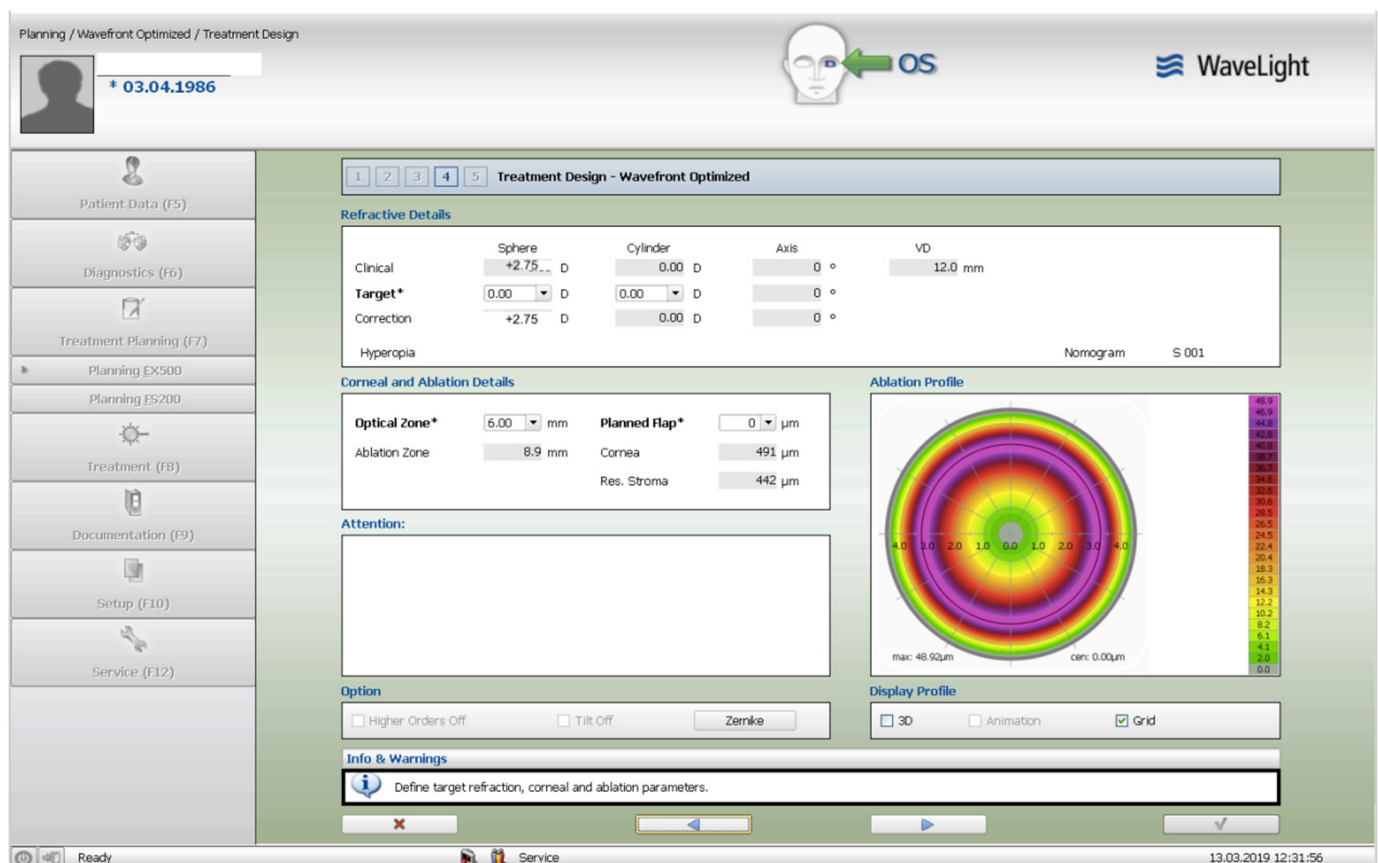 Planning / Wavefront Optimized / Treatment Design
* 03.04.1986
OS
WaveLight
Patient Data (F5)
Diagnostics (F6)
Treatment Planning (F7)
Planning EX500
Planning FS200
Treatment (F8)
Documentation (F9)
Setup (F10)
Service (F12)
1 2 3 4 5 Treatment Design - Wavefront Optimized
Refractive Details
Sphere Cylinder Axis VD
Clinical +2.75 D 0.00 D 0 ° 12.0 mm
Target* 0.00 D 0.00 D 0 °
Correction +2.75 D 0.00 D 0 °
Hyperopia Nomogram S 001
Corneal and Ablation Details
Optical Zone* 6.00 mm Planned Flap* 0 µm
Ablation Zone 8.9 mm Cornea 491 µm
Res. Stroma 442 µm
Attention:
Ablation Profile
4.0 3.0 2.0 1.0 0.0 1.0 2.0 3.0 4.0
max: 48.92µm cen: 0.00µm
48.9
46.9
44.8
42.8
40.8
38.7
36.7
34.6
32.6
30.6
28.5
26.5
24.5
22.4
20.4
18.3
16.3
14.3
12.2
10.2
8.2
6.1
4.1
2.0
0.0
Option
Higher Orders Off Tilt Off Zernike
Display Profile
3D Animation Grid
Info & Warnings
Define target refraction, corneal and ablation parameters.
Ready Service 13.03.2019 12:31:56